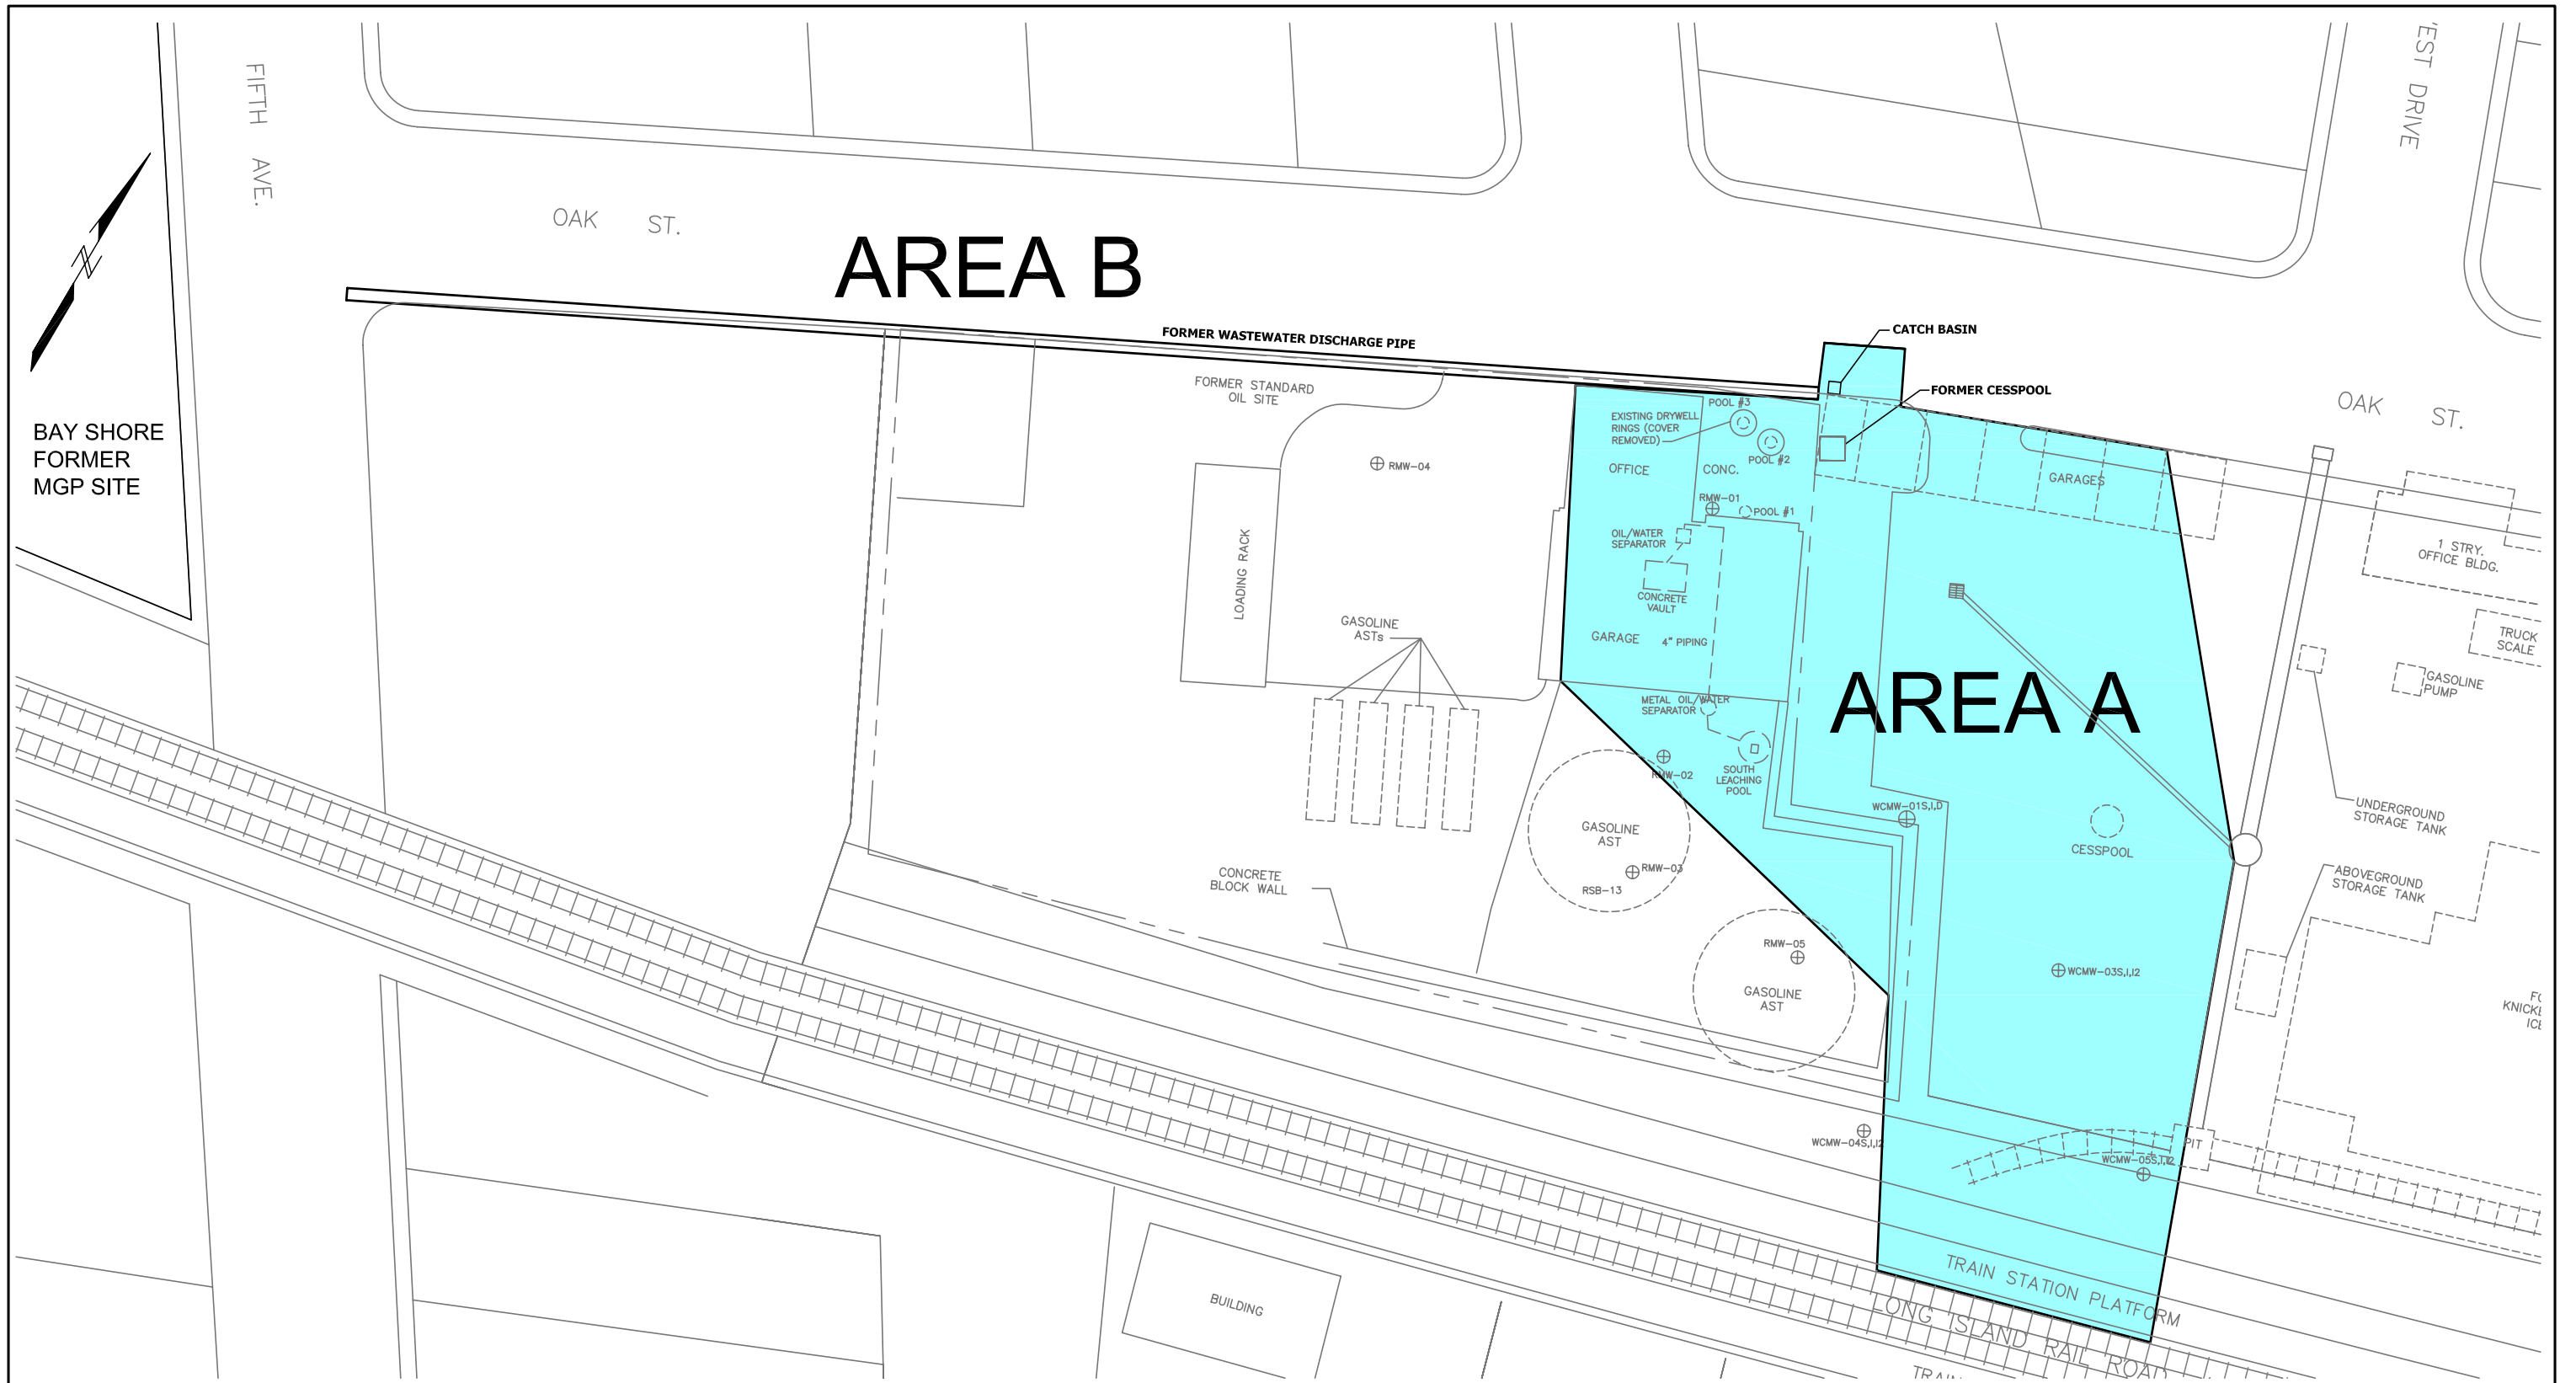 FIFTH AVE.
OAK ST.
AREA B
N
BAY SHORE
FORMER
MGP SITE
FORMER WASTEWATER DISCHARGE PIPE
CATCH BASIN
FORMER CESSPOOL
OAK ST.
FORMER STANDARD
OIL SITE
RMW-04
LOADING RACK
GASOLINE
ASTs
POOL #3
EXISTING DRYWELL
RINGS (COVER
REMOVED)
POOL #2
OFFICE
CONC.
RMW-01
POOL #1
OIL/WATER
SEPARATOR
CONCRETE
VAULT
GARAGE
4" PIPING
METAL OIL/WATER
SEPARATOR
RMW-02
SOUTH
LEACHING
POOL
GARAGES
AREA A
WCMW-01S,I,D
CESSPOOL
1 STRY.
OFFICE BLDG.
TRUCK
SCALE
GASOLINE
PUMP
UNDERGROUND
STORAGE TANK
ABOVEGROUND
STORAGE TANK
GASOLINE
AST
RMW-03
RSB-13
CONCRETE
BLOCK WALL
RMW-05
GASOLINE
AST
WCMW-03S,I,I2
WCMW-04S,I,I2
PIT
WCMW-05S,I,I2
BUILDING
TRAIN STATION PLATFORM
LONG ISLAND RAIL ROAD